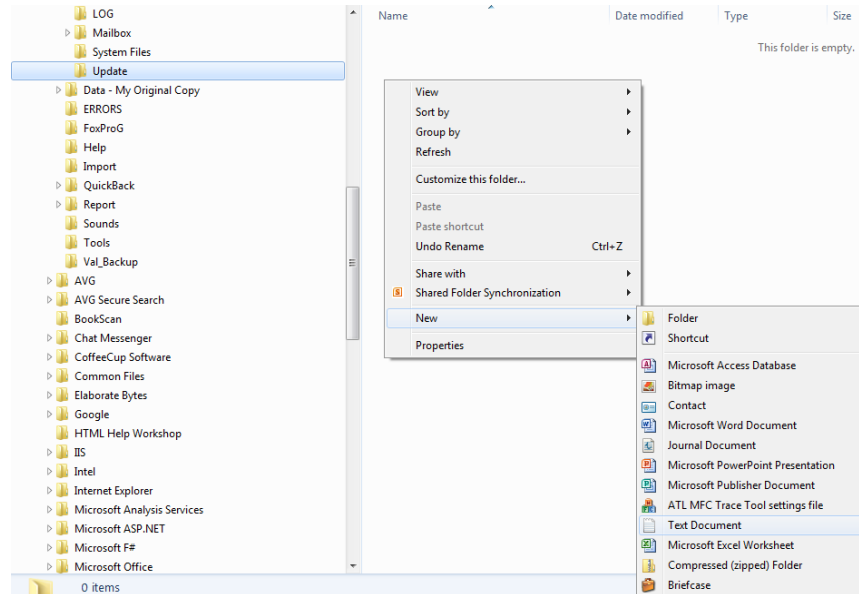 LOG
Mailbox
System Files
Update
Data - My Original Copy
ERRORS
FoxProG
Help
Import
QuickBack
Report
Sounds
Tools
Val_Backup
AVG
AVG Secure Search
BookScan
Chat Messenger
CoffeeCup Software
Common Files
Elaborate Bytes
Google
HTML Help Workshop
IIS
Intel
Internet Explorer
Microsoft Analysis Services
Microsoft ASP.NET
Microsoft F#
Microsoft Office
0 items
Name Date modified Type Size
This folder is empty.
View
Sort by
Group by
Refresh
Customize this folder...
Paste
Paste shortcut
Undo Rename Ctrl+Z
Share with
Shared Folder Synchronization
New
Properties
Folder
Shortcut
Microsoft Access Database
Bitmap image
Contact
Microsoft Word Document
Journal Document
Microsoft PowerPoint Presentation
Microsoft Publisher Document
ATL MFC Trace Tool settings file
Text Document
Microsoft Excel Worksheet
Compressed (zipped) Folder
Briefcase